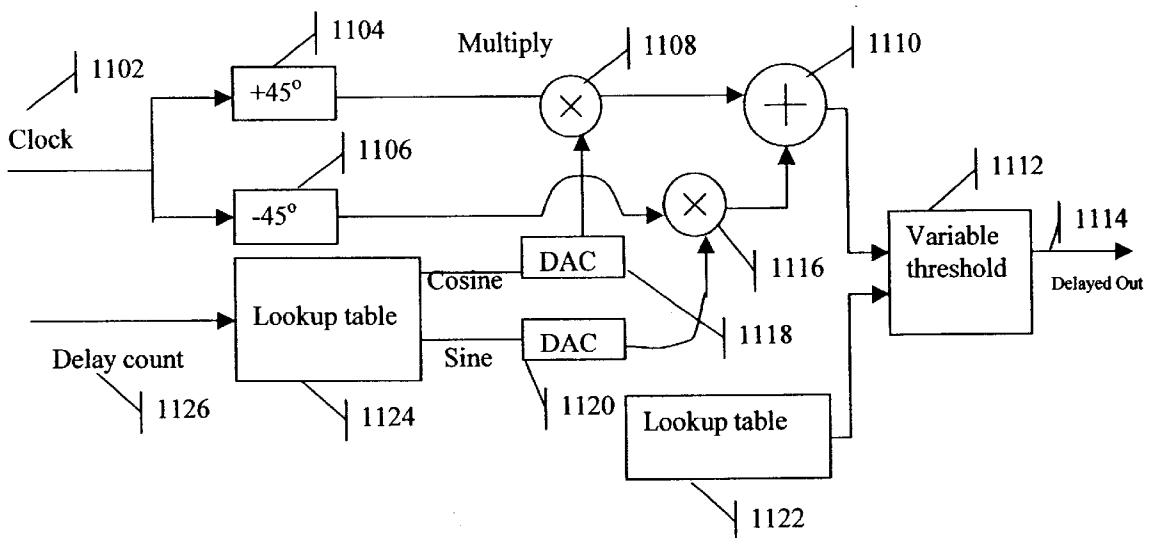 1104
Multiply
1108
1110
1102
+45°
Clock
1106
1112
-45°
1114
Variable
threshold
DAC
1116
Delayed Out
Cosine
Lookup table
1118
DAC
Delay count
Sine
1126
1124
1120
Lookup table
1122